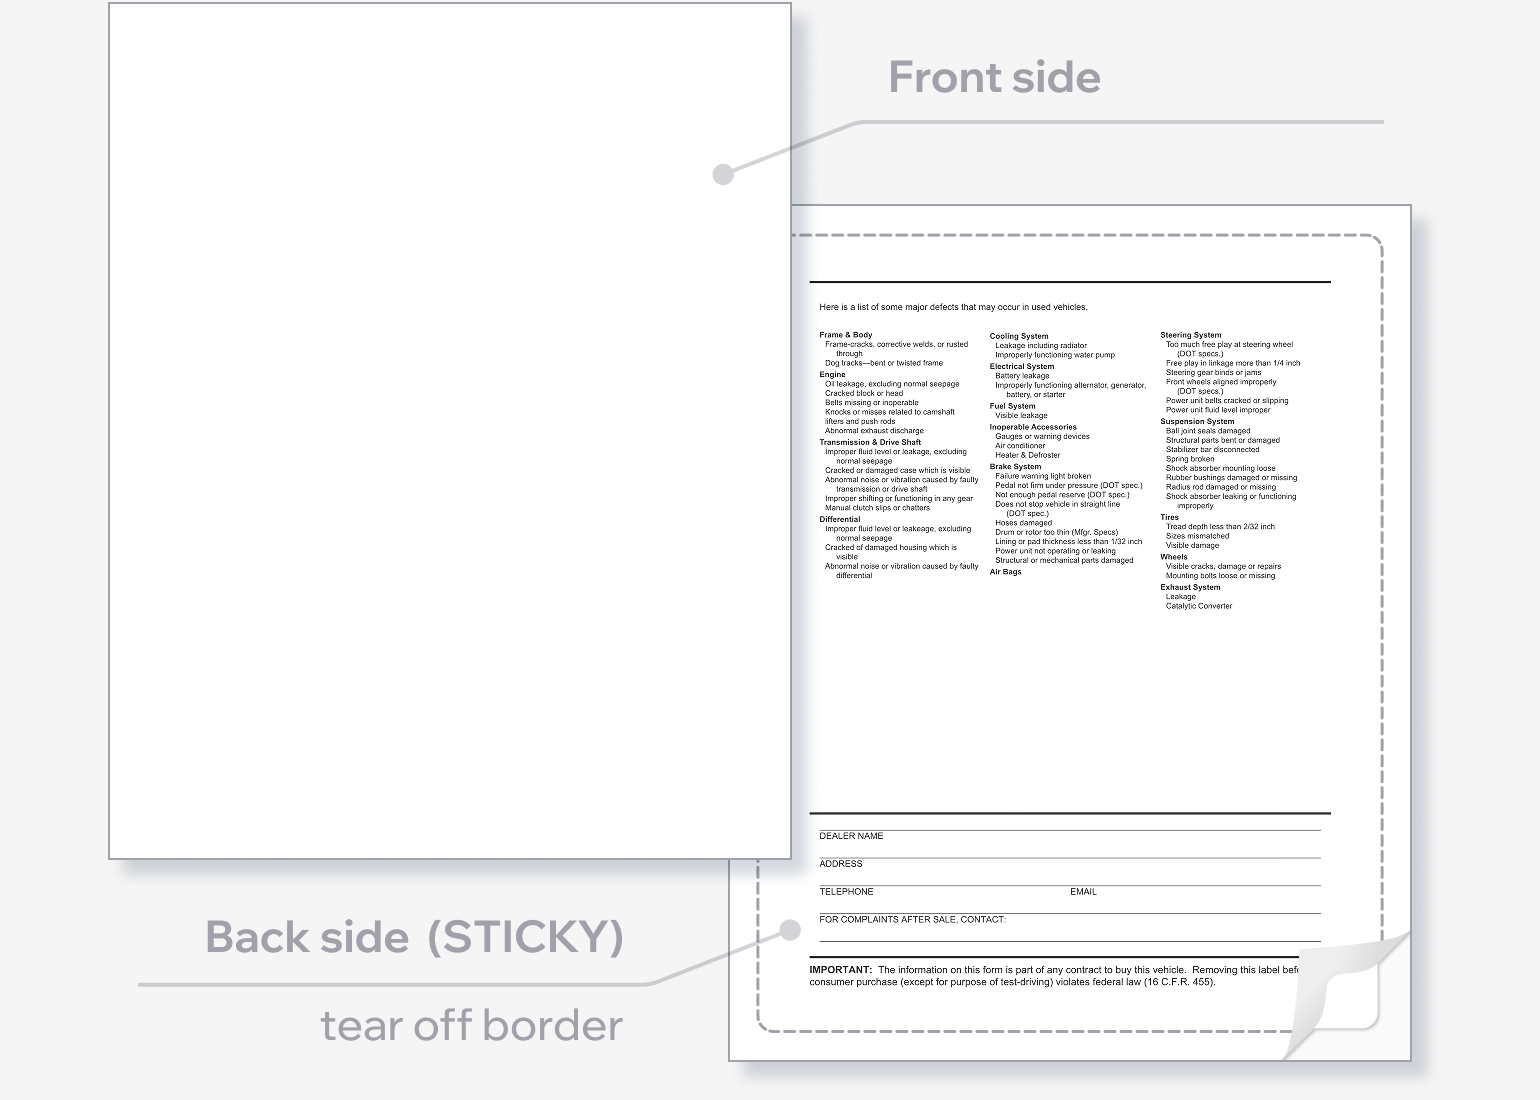 Front side
Here is a list of some major defects that may occur in used vehicles.
Frame & Body
Frame-cracks, corrective welds, or rusted
through
Dog tracks—bent or twisted frame
Engine
Oil leakage, excluding normal seepage
Cracked block or head
Belts missing or inoperable
Knocks or misses related to camshaft
lifters and push rods
Abnormal exhaust discharge
Transmission & Drive Shaft
Improper fluid level or leakage, excluding
normal seepage
Cracked or damaged case which is visible
Abnormal noise or vibration caused by faulty
transmission or drive shaft
Improper shifting or functioning in any gear
Manual clutch slips or chatters
Differential
Improper fluid level or leakeage, excluding
normal seepage
Cracked of damaged housing which is
visible
Abnormal noise or vibration caused by faulty
differential
Cooling System
Leakage including radiator
Improperly functioning water pump
Electrical System
Battery leakage
Improperly functioning alternator, generator,
battery, or starter
Fuel System
Visible leakage
Inoperable Accessories
Gauges or warning devices
Air conditioner
Heater & Defroster
Brake System
Failure warning light broken
Pedal not firm under pressure (DOT spec.)
Not enough pedal reserve (DOT spec.)
Does not stop vehicle in straight line
(DOT spec.)
Hoses damaged
Drum or rotor too thin (Mfgr. Specs)
Lining or pad thickness less than 1/32 inch
Power unit not operating or leaking
Structural or mechanical parts damaged
Air Bags
Steering System
Too much free play at steering wheel
(DOT specs.)
Free play in linkage more than 1/4 inch
Steering gear binds or jams
Front wheels aligned improperly
(DOT specs.)
Power unit belts cracked or slipping
Power unit fluid level improper
Suspension System
Ball joint seals damaged
Structural parts bent or damaged
Stabilizer bar disconnected
Spring broken
Shock absorber mounting loose
Rubber bushings damaged or missing
Radius rod damaged or missing
Shock absorber leaking or functioning
improperly
Tires
Tread depth less than 2/32 inch
Sizes mismatched
Visible damage
Wheels
Visible cracks, damage or repairs
Mounting bolts loose or missing
Exhaust System
Leakage
Catalytic Converter
DEALER NAME
ADDRESS
TELEPHONE EMAIL
FOR COMPLAINTS AFTER SALE, CONTACT:
IMPORTANT: The information on this form is part of any contract to buy this vehicle. Removing this label
consumer purchase (except for purpose of test-driving) violates federal law (16 C.F.R. 455).
Back side (STICKY)
tear off border